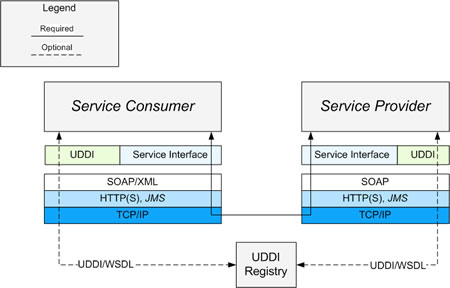 Legend
Required
Optional
Service Consumer
Service Provider
UDDI
Service Interface
Service Interface
UDDI
SOAP/XML
SOAP
HTTP(S), JMS
HTTP(S), JMS
TCP/IP
TCP/IP
UDDI
Registry
UDDI/WSDL
UDDI/WSDL